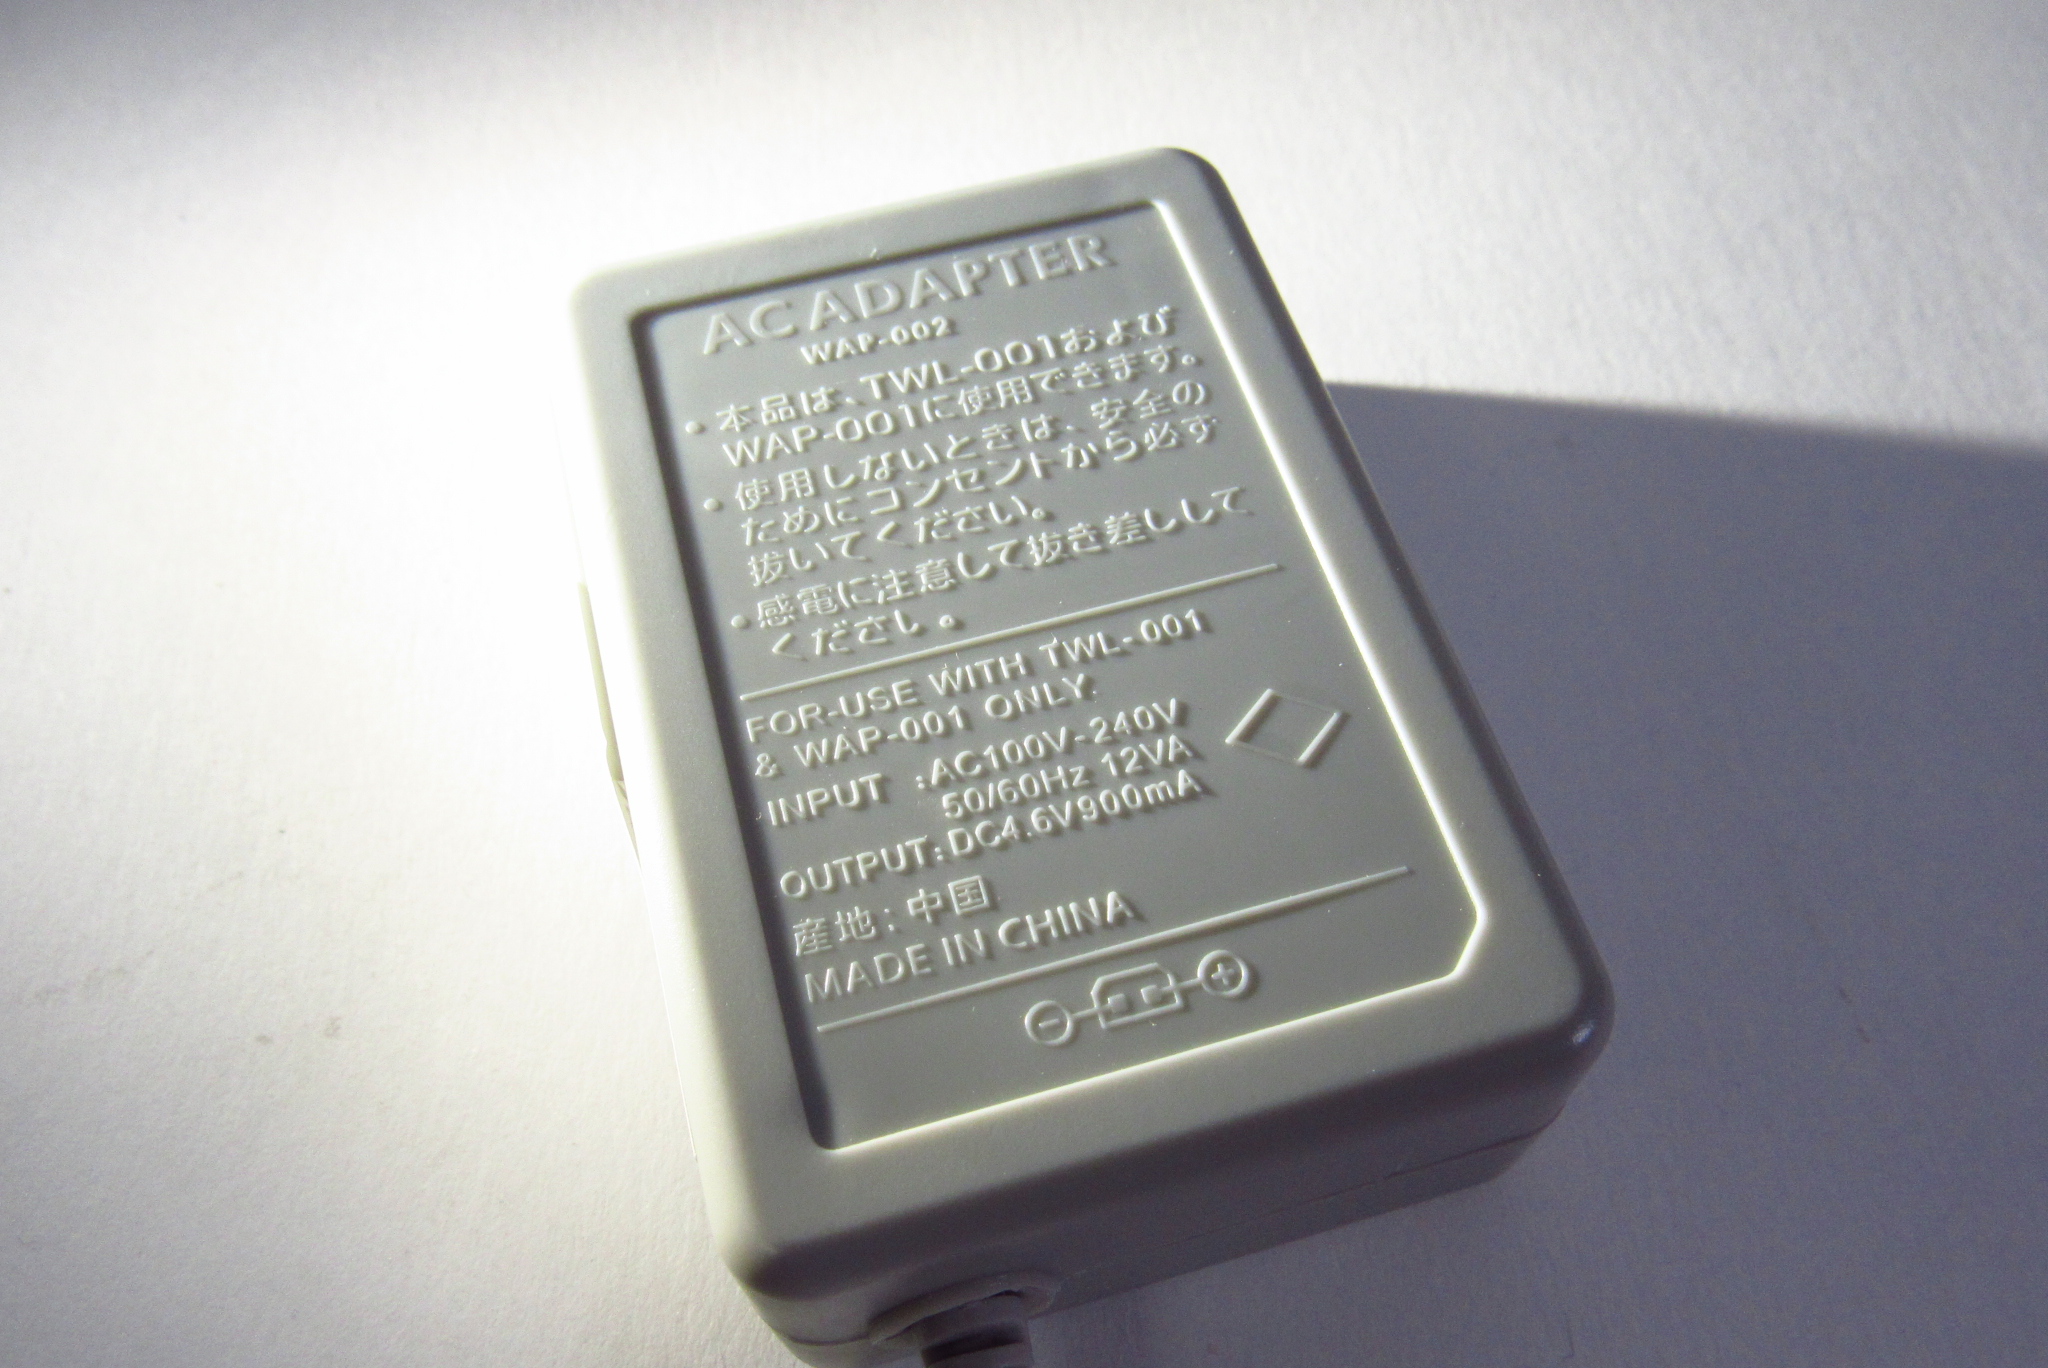 AC ADAPTER
WAP-002
・本品は、TWL-001および
WAP-001に使用できます。
・使用しないときは、安全の
ためにコンセントから必ず
抜いてください。
・感電に注意して抜き差しして
ください。
FOR-USE WITH TWL-001
& WAP-001 ONLY.
INPUT :AC100V-240V
50/60Hz 12VA
OUTPUT:DC4.6V900mA
産地:中国
MADE IN CHINA